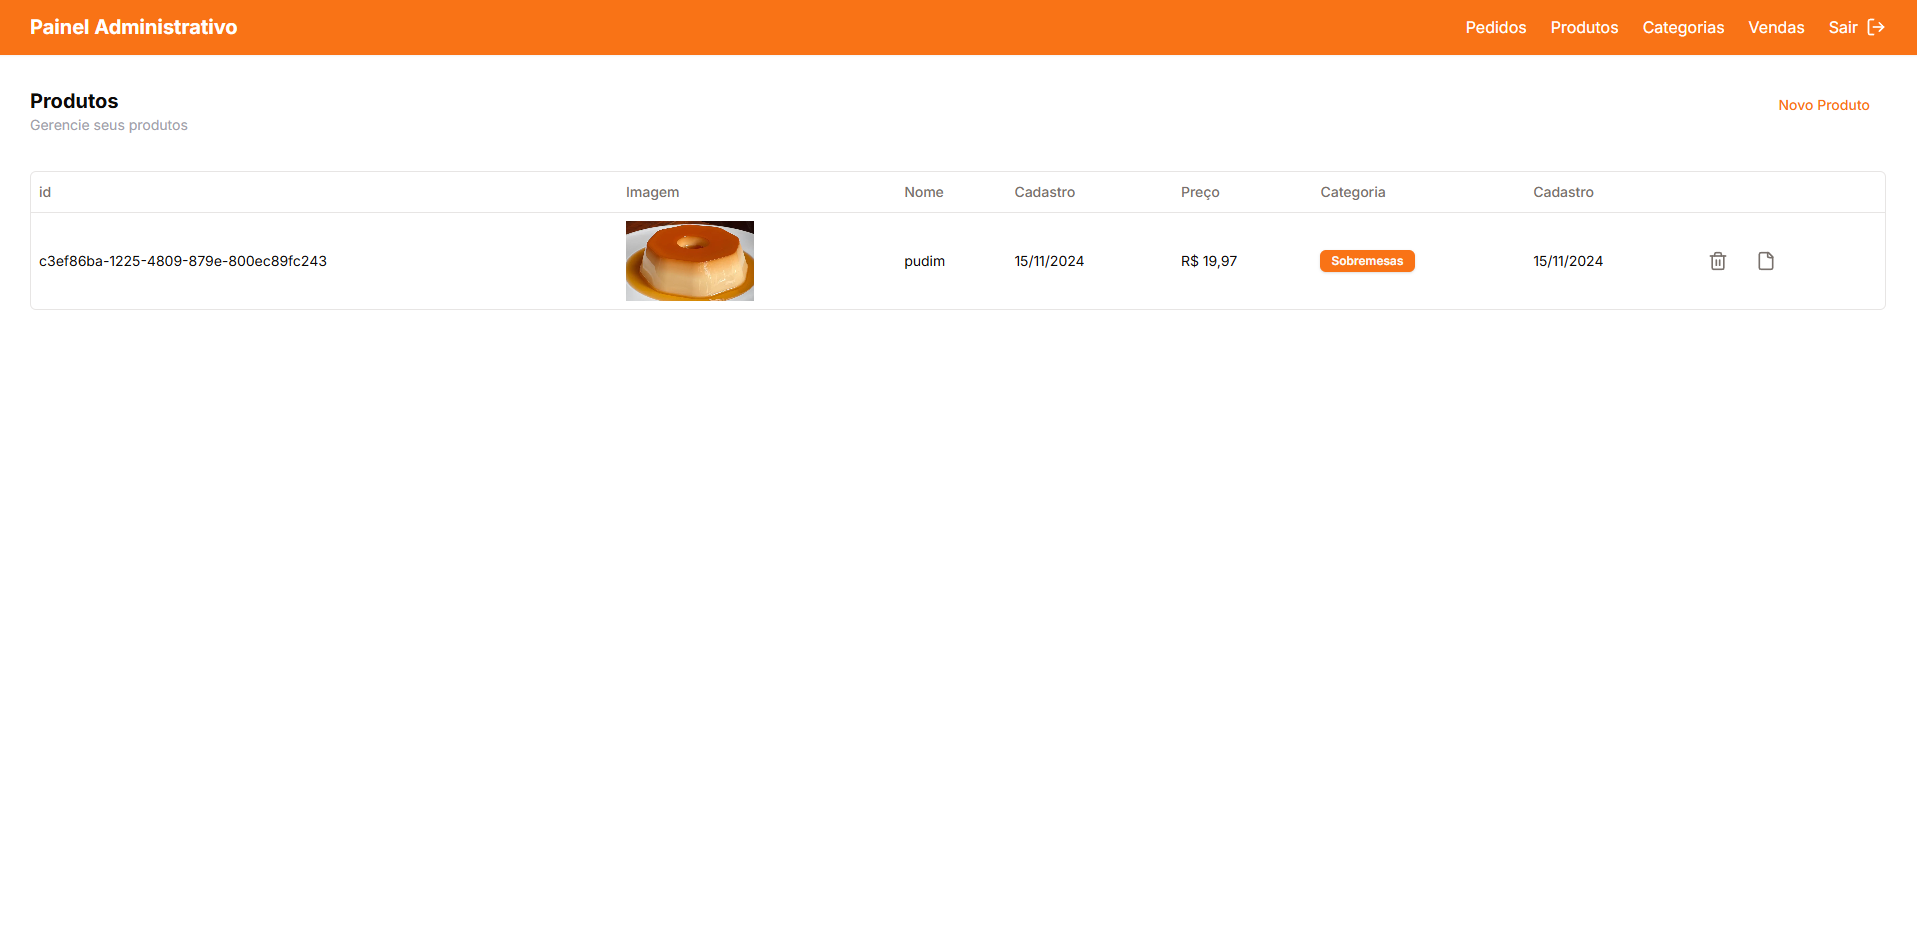 Painel Administrativo Pedidos Produtos Categorias Vendas Sair
Produtos
Gerencie seus produtos
Novo Produto
id Imagem Nome Cadastro Preço Categoria Cadastro
c3ef86ba-1225-4809-879e-800ec89fc243 pudim 15/11/2024 R$ 19,97 Sobremesas 15/11/2024